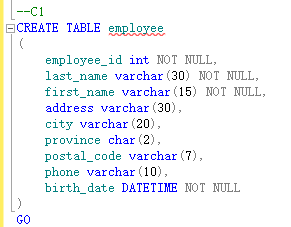 --C1
CREATE TABLE employee
(
employee_id int NOT NULL,
last_name varchar(30) NOT NULL,
first_name varchar(15) NOT NULL,
address varchar(30),
city varchar(20),
province char(2),
postal_code varchar(7),
phone varchar(10),
birth_date DATETIME NOT NULL
)
GO